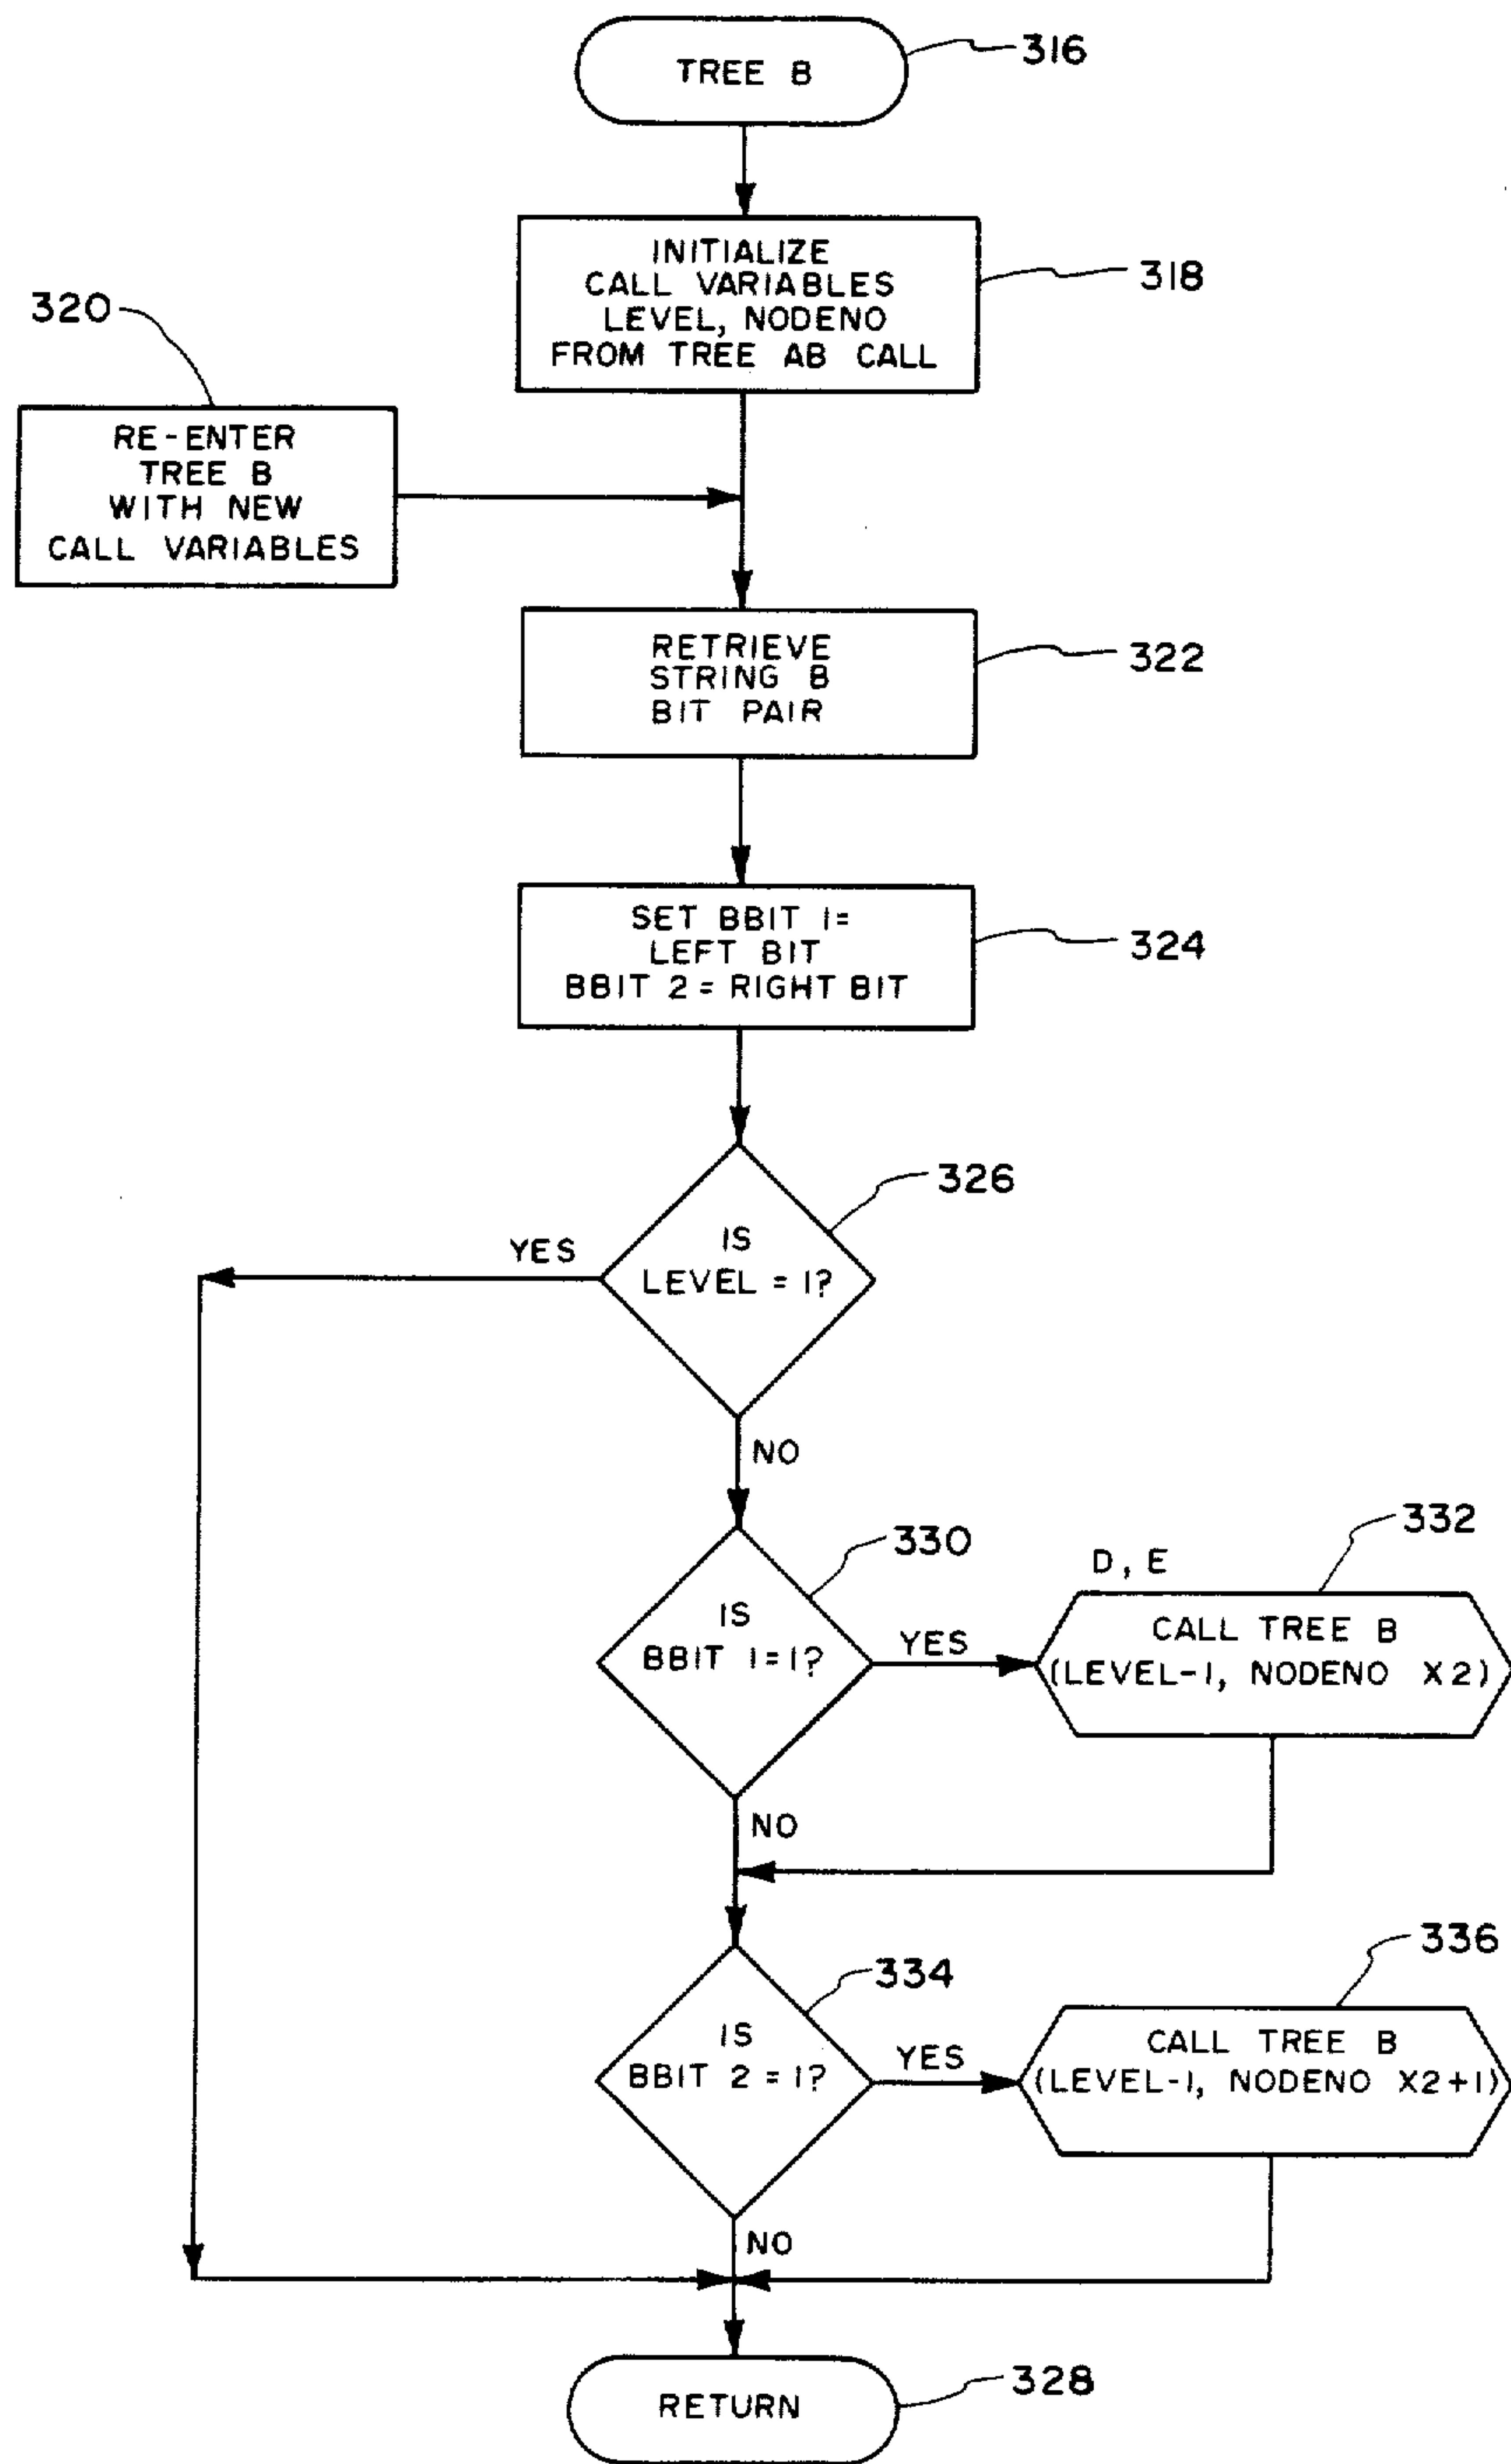 TREE B
316
INITIALIZE
CALL VARIABLES
LEVEL, NODENO
FROM TREE AB CALL
318
320
RE-ENTER
TREE B
WITH NEW
CALL VARIABLES
RETRIEVE
STRING B
BIT PAIR
322
SET BBIT 1=
LEFT BIT
BBIT 2 = RIGHT BIT
324
326
IS
LEVEL = 1?
YES
NO
330
IS
BBIT 1=1?
YES
332
D, E
CALL TREE B
(LEVEL-1, NODENO X2)
NO
334
IS
BBIT 2 = 1?
YES
336
CALL TREE B
(LEVEL-1, NODENO X2+1)
NO
RETURN
328